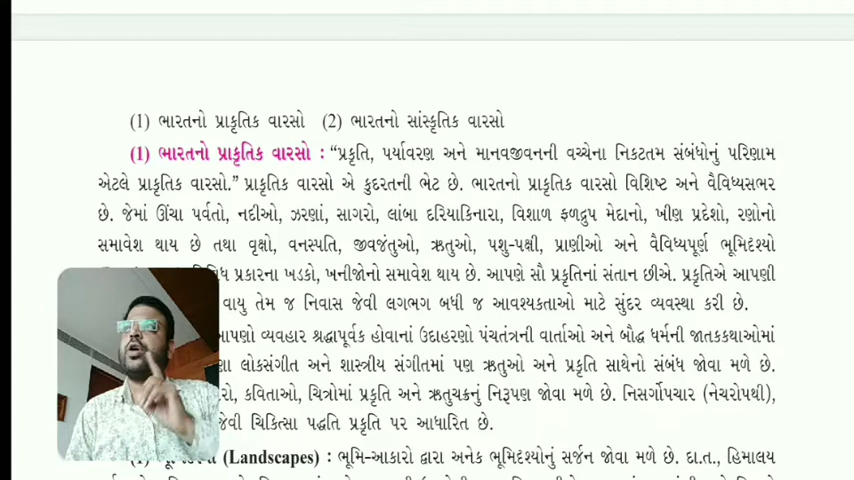 (1) ભારતનો પ્રાકૃતિક વારસો (2) ભારતનો સાંસ્કૃતિક વારસો
(1) ભારતનો પ્રાકૃતિક વારસો : “પ્રકૃતિ, પર્યાવરણ અને માનવજીવનની વચ્ચેના નિકટતમ સંબંધોનું પરિણામ
એટલે પ્રાકૃતિક વારસો.” પ્રાકૃતિક વારસો એ કુદરતની ભેટ છે. ભારતનો પ્રાકૃતિક વારસો વિશિષ્ટ અને વૈવિધ્યસભર
છે. જેમાં ઊંચા પર્વતો, નદીઓ, ઝરણાં, સાગરો, લાંબા દરિયાકિનારા, વિશાળ ફળદ્રુપ મેદાનો, ખીણ પ્રદેશો, રણોનો
સમાવેશ થાય છે તથા વૃક્ષો, વનસ્પતિ, જીવજંતુઓ, ઋતુઓ, પશુ-પક્ષી, પ્રાણીઓ અને વૈવિધ્યપૂર્ણ ભૂમિદૃશ્યો
પ્રકારના ખડકો, ખનીજોનો સમાવેશ થાય છે. આપણે સૌ પ્રકૃતિનાં સંતાન છીએ. પ્રકૃતિએ આપણી
વાયુ તેમ જ નિવાસ જેવી લગભગ બધી જ આવશ્યકતાઓ માટે સુંદર વ્યવસ્થા કરી છે.
આપણો વ્યવહાર શ્રદ્ધાપૂર્વક હોવાનાં ઉદાહરણો પંચતંત્રની વાર્તાઓ અને બૌદ્ધ ધર્મની જાતકકથાઓમાં
લોકસંગીત અને શાસ્ત્રીય સંગીતમાં પણ ઋતુઓ અને પ્રકૃતિ સાથેનો સંબંધ જોવા મળે છે.
કવિતાઓ, ચિત્રોમાં પ્રકૃતિ અને ઋતુચક્રનું નિરૂપણ જોવા મળે છે. નિસર્ગોપચાર (નેચરોપથી),
જેવી ચિકિત્સા પદ્ધતિ પ્રકૃતિ પર આધારિત છે.
(Landscapes) : ભૂમિ-આકારો દ્વારા અનેક ભૂમિદૃશ્યોનું સર્જન જોવા મળે છે. દા.ત., હિમાલય